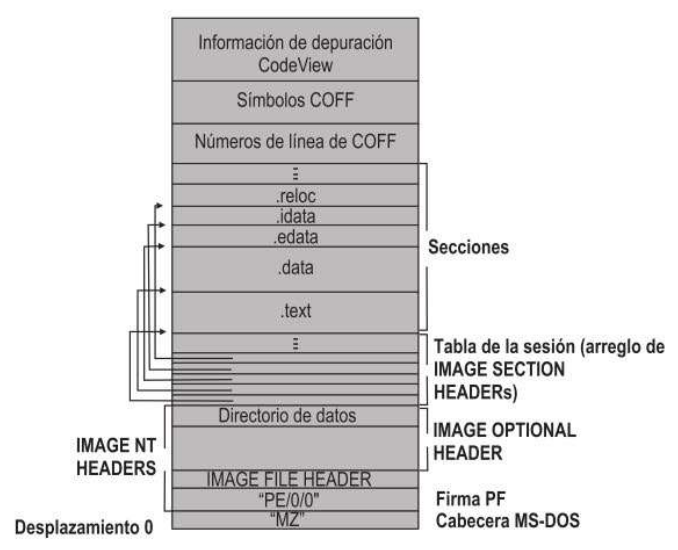 Información de depuración
CodeView
Símbolos COFF
Números de línea de COFF
.reloc
.idata
.edata
Secciones
.data
.text
Tabla de la sesión (arreglo de
IMAGE SECTION
HEADERs)
Directorio de datos
IMAGE OPTIONAL
HEADER
IMAGE NT
HEADERS
IMAGE FILE HEADER
“PE/0/0"
Firma PF
“MZ”
Cabecera MS-DOS
Desplazamiento 0